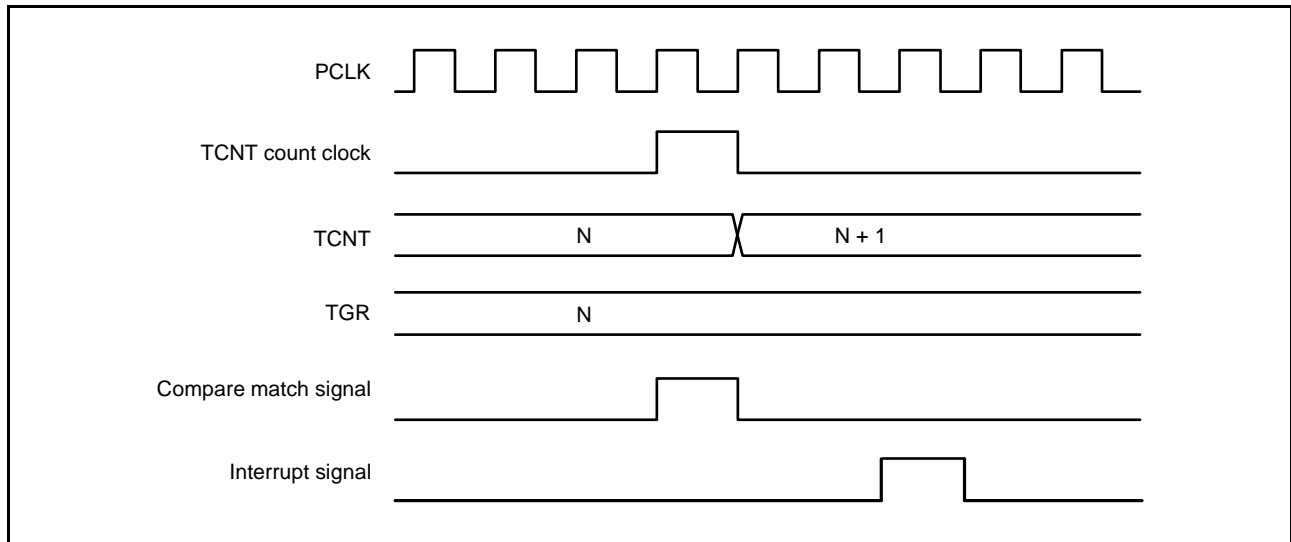 PCLK
TCNT count clock
TCNT
N
N + 1
TGR
N
Compare match signal
Interrupt signal